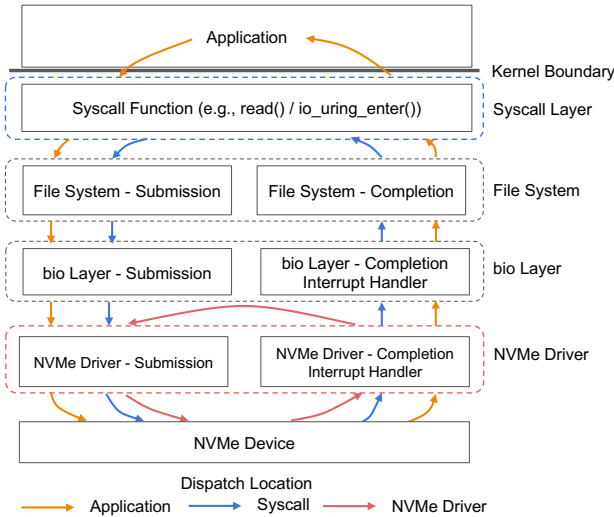 Application
Kernel Boundary
Syscall Function (e.g., read() / io_uring_enter())
Syscall Layer
File System - Submission
File System - Completion
File System
bio Layer - Submission
bio Layer - Completion
Interrupt Handler
bio Layer
NVMe Driver - Submission
NVMe Driver - Completion
Interrupt Handler
NVMe Driver
NVMe Device
Dispatch Location
Application
Syscall
NVMe Driver